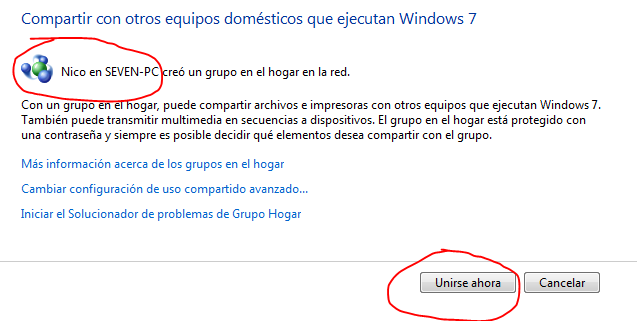 Compartir con otros equipos domésticos que ejecutan Windows 7
Nico en SEVEN-PC creó un grupo en el hogar en la red.
Con un grupo en el hogar, puede compartir archivos e impresoras con otros equipos que ejecutan Windows 7.
También puede transmitir multimedia en secuencias a dispositivos. El grupo en el hogar está protegido con
una contraseña y siempre es posible decidir qué elementos desea compartir con el grupo.
Más información acerca de los grupos en el hogar
Cambiar configuración de uso compartido avanzado...
Iniciar el Solucionador de problemas de Grupo Hogar
Unirse ahora
Cancelar